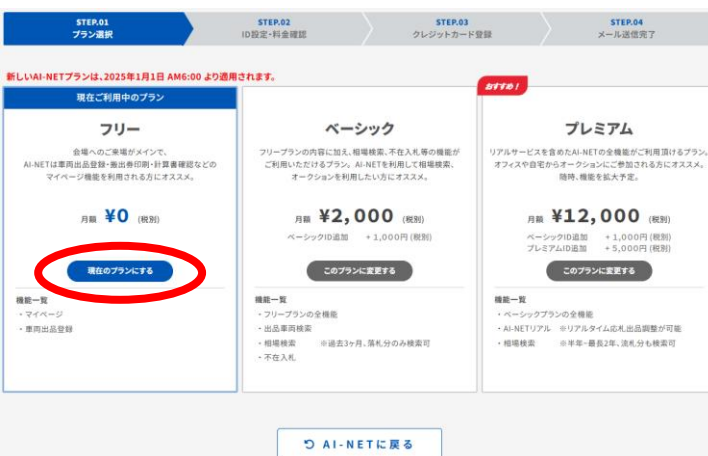 STEP.01
プラン選択
STEP.02
ID設定・料金確認
STEP.03
クレジットカード登録
STEP.04
メール送信完了
新しいAI-NETプランは、2025年1月1日 AM6:00 より適用されます。
現在ご利用中のプラン
フリー
会場へのご来場がメインで、
AI-NETは車両出品登録・搬出券印刷・計算書確認などの
マイページ機能を利用される方にオススメ。
月額 ¥0 (税別)
現在のプランにする
機能一覧
・マイページ
・車両出品登録
ベーシック
フリープランの内容に加え、相場検索、不在入札等の機能が
ご利用いただけるプラン。AI-NETを利用して相場検索、
オークションを利用したい方にオススメ。
月額 ¥2,000 (税別)
ベーシックID追加 + 1,000円 (税別)
このプランに変更する
機能一覧
・フリープランの全機能
・出品車両検索
・相場検索 ※過去3ヶ月、落札分のみ検索可
・不在入札
おすすめ!
プレミアム
リアルサービスを含めたAI-NETの全機能がご利用頂けるプラン。
オフィスや自宅からオークションにご参加される方にオススメ。
随時、機能を拡大予定。
月額 ¥12,000 (税別)
ベーシックID追加 + 1,000円 (税別)
プレミアムID追加 + 5,000円 (税別)
このプランに変更する
機能一覧
・ベーシックプランの全機能
・AI-NETリアル ※リアルタイム応札出品調整が可能
・相場検索 ※半年・最長2年、流札分も検索可
AI-NETに戻る